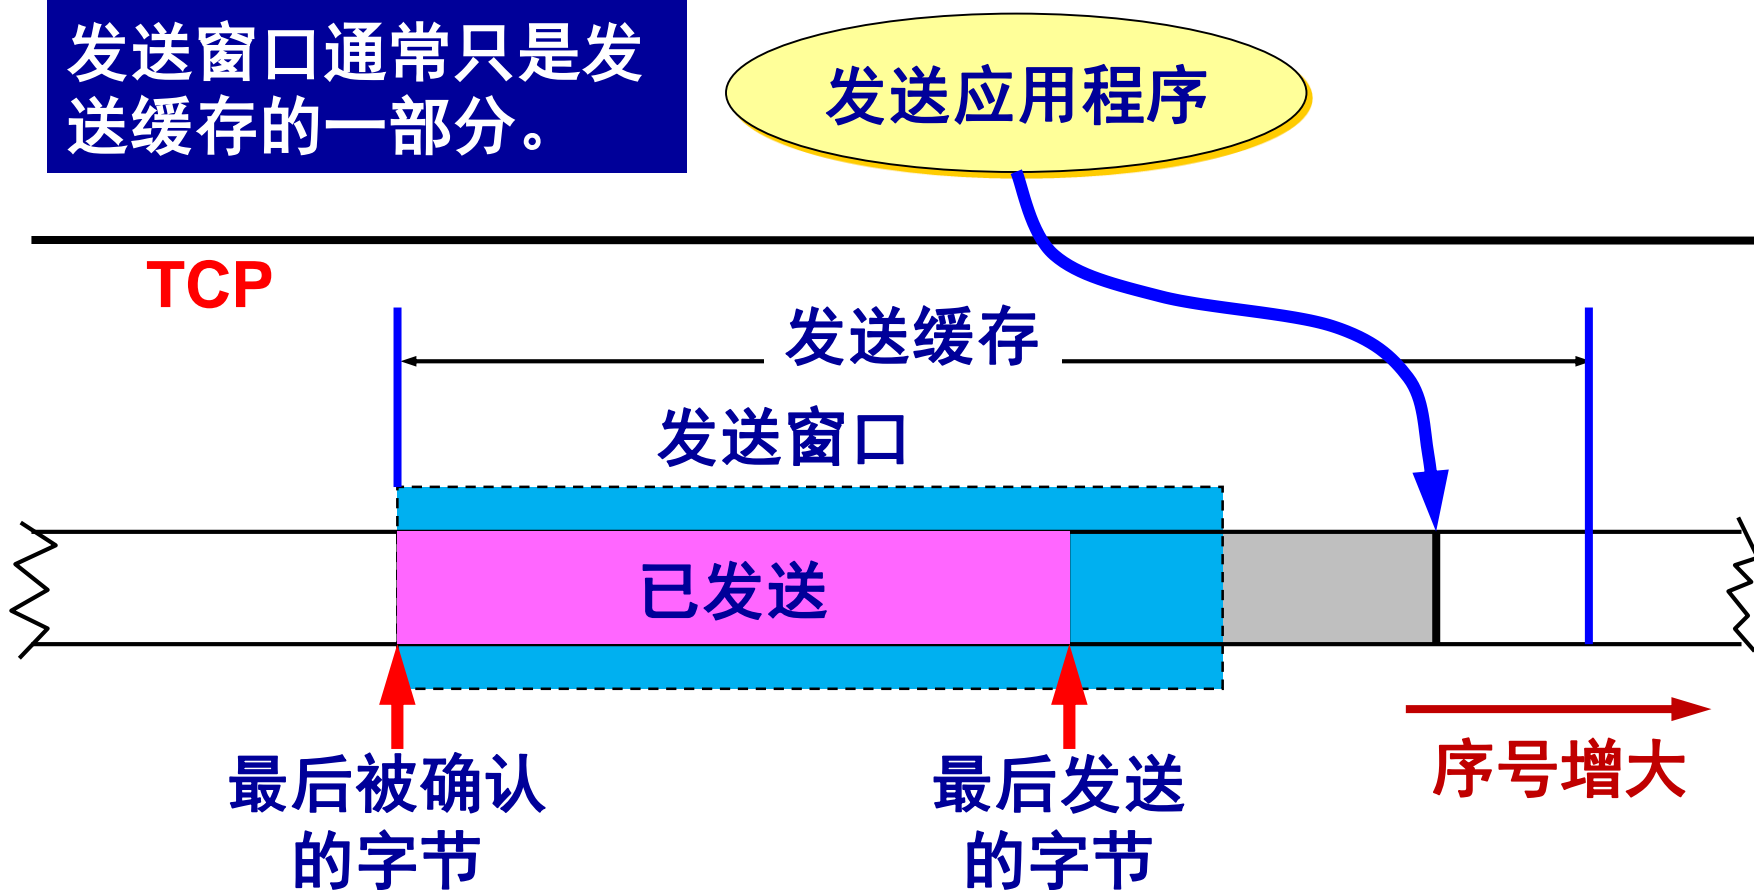 发送窗口通常只是发
送缓存的一部分。
发送应用程序
TCP
发送缓存
发送窗口
已发送
最后被确认
的字节
最后发送
的字节
序号增大